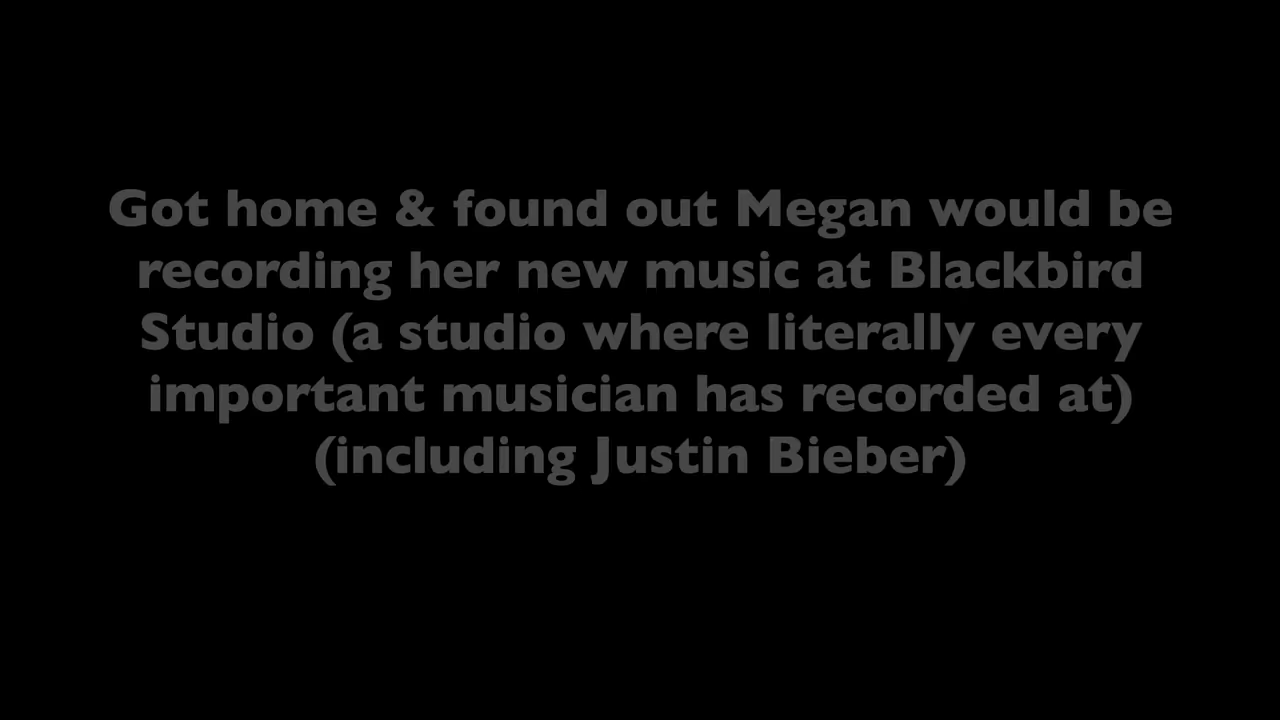 Got home & found out Megan would be
recording her new music at Blackbird
Studio (a studio where literally every
important musician has recorded at)
(including Justin Bieber)